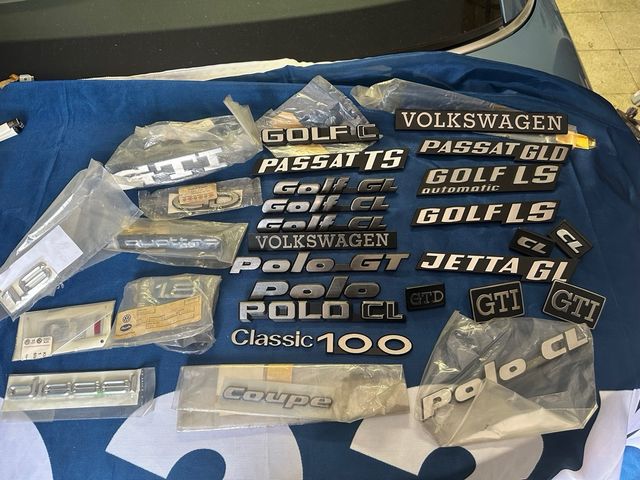 GOLF C
VOLKSWAGEN
GTI
PASSAT TS
PASSAT GLD
Golf GL
GOLF LS
automatic
Golf CL
GOLF LS
Golf CL
quattro
VOLKSWAGEN
CL
CL
Polo GT
JETTA GL
1.3
Polo
GTD
GTI
GTI
1.8
POLO CL
Classic 100
Polo CL
diesel
Coupe